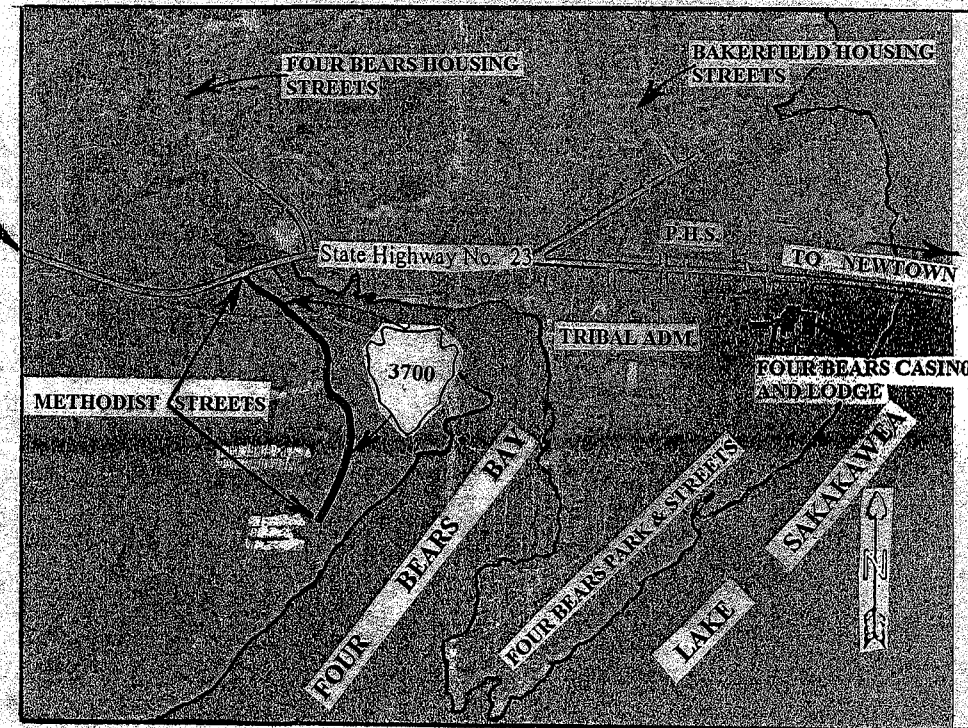 FOUR BEARS HOUSING
STREETS
BAKERFIELD HOUSING
STREETS
State Highway No. 23
P.H.S.
TO NEWTOWN
TRIBAL ADM.
3700
FOUR BEARS CASINO
AND LODGE
METHODIST STREETS
FOUR BEARS BAY
FOUR BEARS PARK & STREETS
LAKE SAKAKAWEA
N